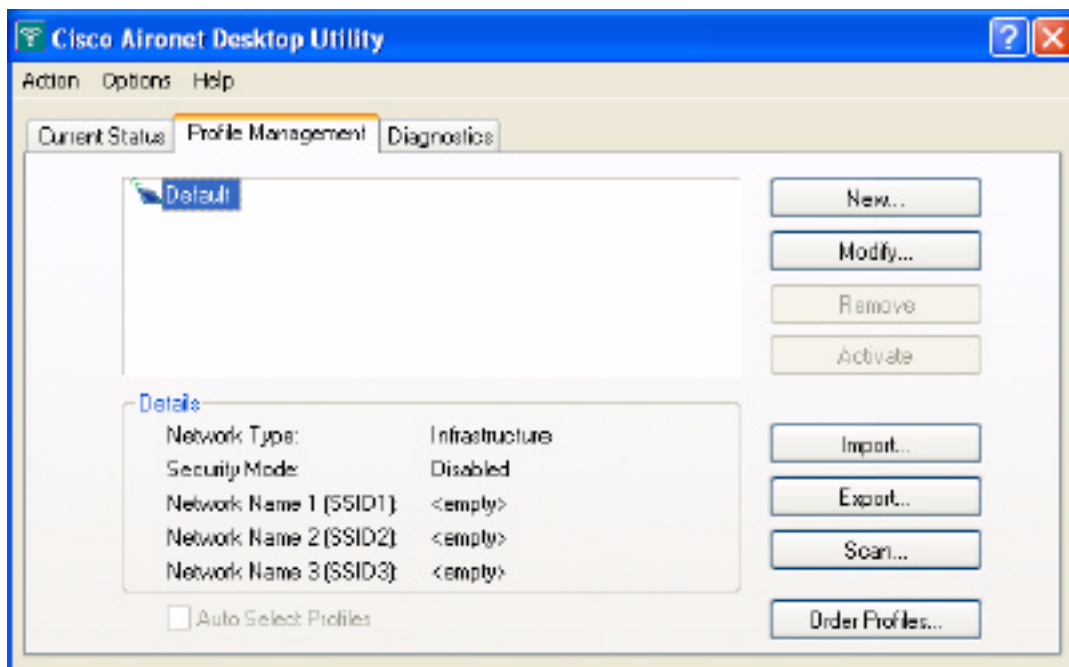 Cisco Aironet Desktop Utility
Action Options Help
Current Status Profile Management Diagnostics
Default
New...
Modify...
Remove
Activate
Details
Network Type: Infrastructure
Security Mode: Disabled
Network Name 1 (SSID1): <empty>
Network Name 2 (SSID2): <empty>
Network Name 3 (SSID3): <empty>
Import...
Export...
Scan...
Auto Select Profiles
Order Profiles...